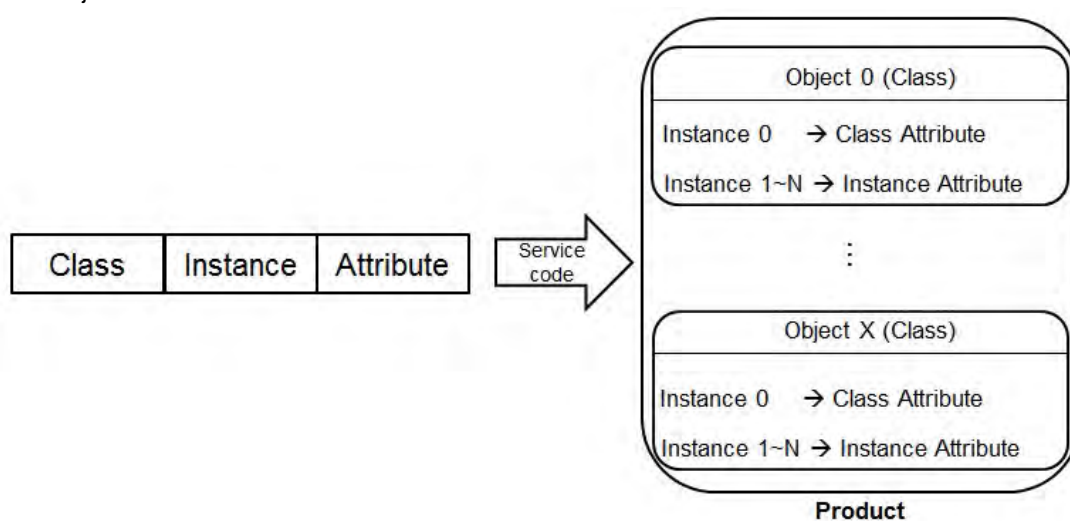 Object 0 (Class)
Instance 0 → Class Attribute
Instance 1~N → Instance Attribute
⋮
Class Instance Attribute
Service
code
Object X (Class)
Instance 0 → Class Attribute
Instance 1~N → Instance Attribute
Product